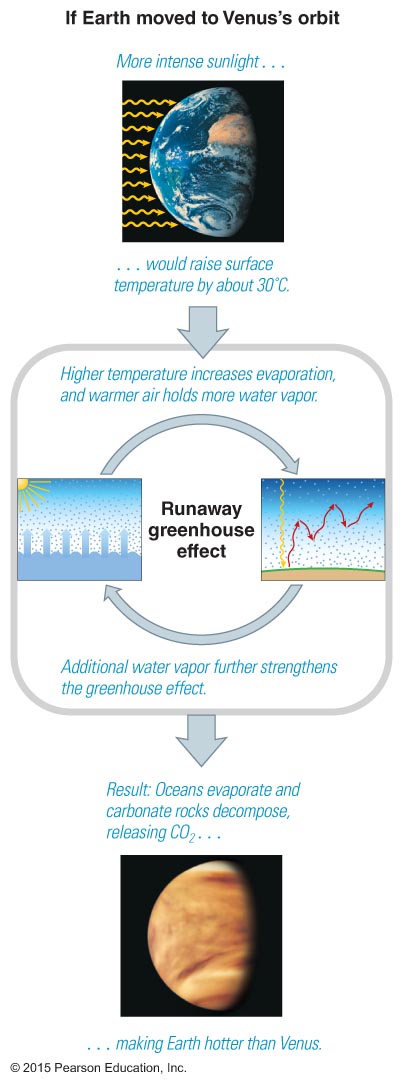 If Earth moved to Venus's orbit
More intense sunlight . . .
. . . would raise surface
temperature by about 30°C.
Higher temperature increases evaporation,
and warmer air holds more water vapor.
Runaway
greenhouse
effect
Additional water vapor further strengthens
the greenhouse effect.
Result: Oceans evaporate and
carbonate rocks decompose,
releasing CO₂ . . .
. . . making Earth hotter than Venus.
© 2015 Pearson Education, Inc.